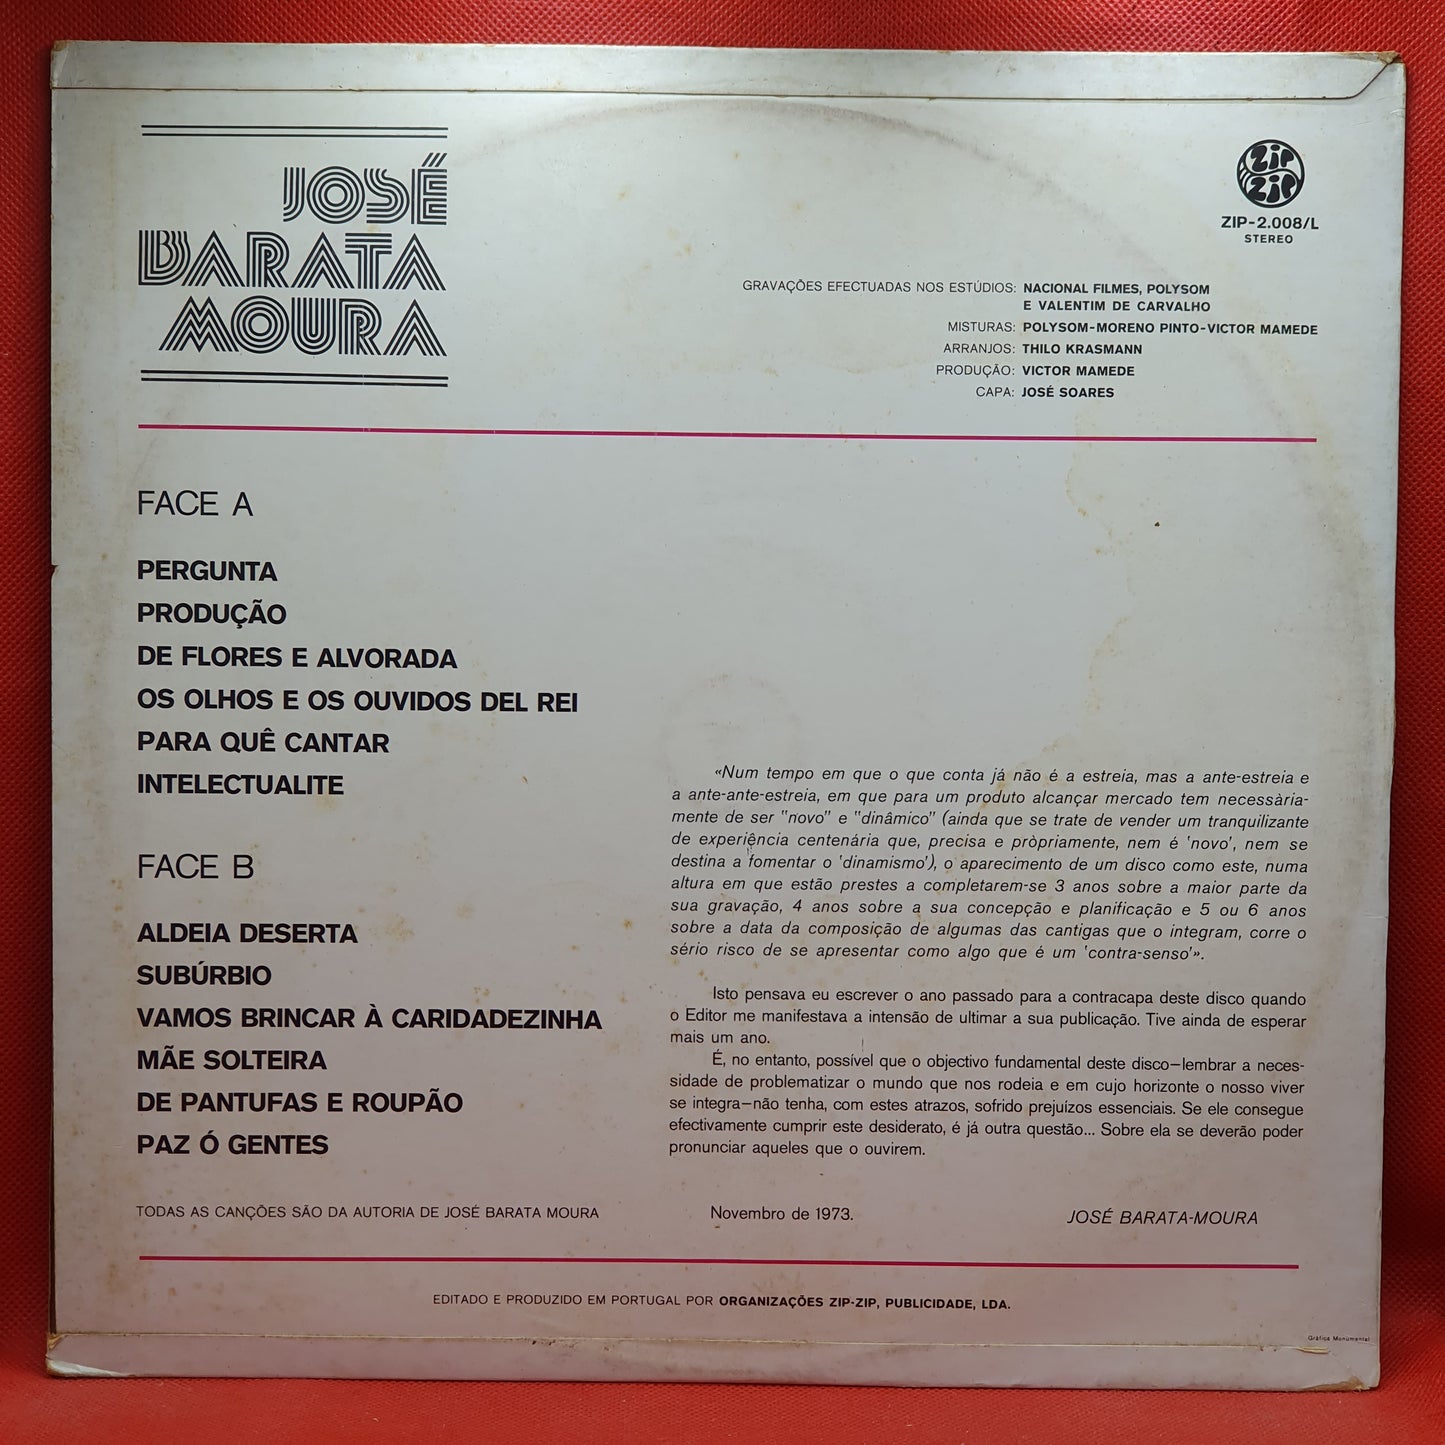 JOSÉ
BARATA
MOURA
ZIP
ZIP
ZIP-2.008/L
STEREO
GRAVAÇÕES EFECTUADAS NOS ESTÚDIOS: NACIONAL FILMES, POLYSOM
E VALENTIM DE CARVALHO
MISTURAS: POLYSOM-MORENO PINTO-VICTOR MAMEDE
ARRANJOS: THILO KRASMANN
PRODUÇÃO: VICTOR MAMEDE
CAPA: JOSÉ SOARES
FACE A
PERGUNTA
PRODUÇÃO
DE FLORES E ALVORADA
OS OLHOS E OS OUVIDOS DEL REI
PARA QUÊ CANTAR
INTELECTUALITE
FACE B
ALDEIA DESERTA
SUBÚRBIO
VAMOS BRINCAR À CARIDADEZINHA
MÃE SOLTEIRA
DE PANTUFAS E ROUPÃO
PAZ Ó GENTES
TODAS AS CANÇÕES SÃO DA AUTORIA DE JOSÉ BARATA MOURA
«Num tempo em que o que conta já não é a estreia, mas a ante-estreia e
a ante-ante-estreia, em que para um produto alcançar mercado tem necessària-
mente de ser "novo" e "dinâmico" (ainda que se trate de vender um tranquilizante
de experiência centenária que, precisa e pròpriamente, nem é 'novo', nem se
destina a fomentar o 'dinamismo'), o aparecimento de um disco como este, numa
altura em que estão prestes a completarem-se 3 anos sobre a maior parte da
sua gravação, 4 anos sobre a sua concepção e planificação e 5 ou 6 anos
sobre a data da composição de algumas das cantigas que o integram, corre o
sério risco de se apresentar como algo que é um 'contra-senso'».
Isto pensava eu escrever o ano passado para a contracapa deste disco quando
o Editor me manifestava a intensão de ultimar a sua publicação. Tive ainda de esperar
mais um ano.
É, no entanto, possível que o objectivo fundamental deste disco—lembrar a neces-
sidade de problematizar o mundo que nos rodeia e em cujo horizonte o nosso viver
se integra—não tenha, com estes atrazos, sofrido prejuízos essenciais. Se ele consegue
efectivamente cumprir este desiderato, é já outra questão... Sobre ela se deverão poder
pronunciar aqueles que o ouvirem.
Novembro de 1973.
JOSÉ BARATA-MOURA
EDITADO E PRODUZIDO EM PORTUGAL POR ORGANIZAÇÕES ZIP-ZIP, PUBLICIDADE, LDA.
Gráfica Monumental